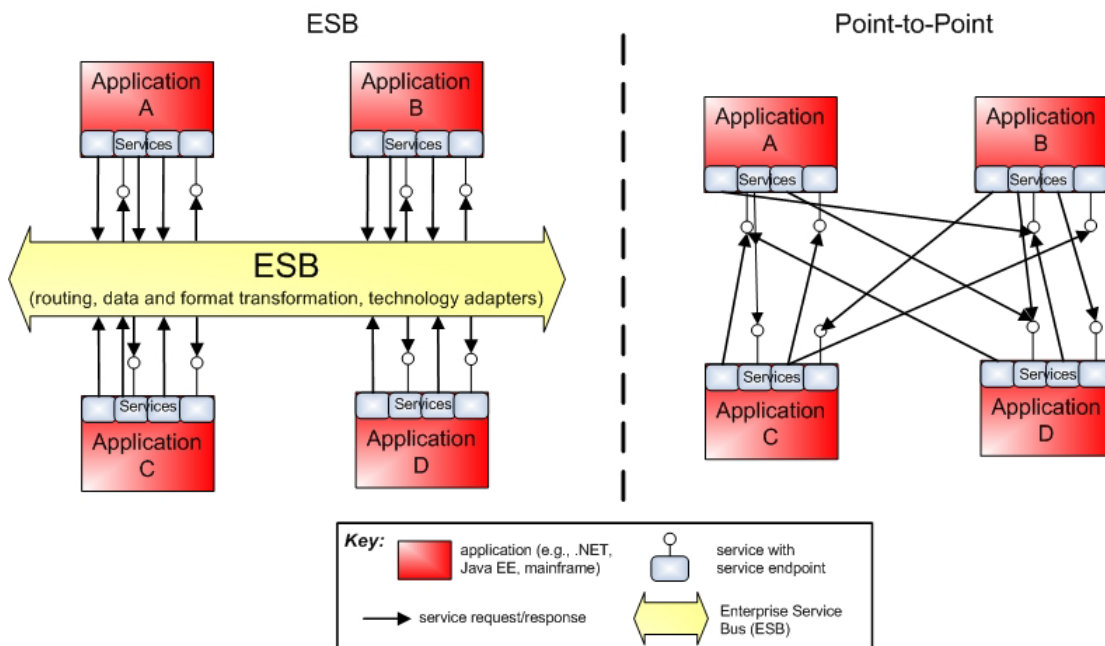 ESB
Point-to-Point
Application
A
Services
Application
B
Services
Application
A
Services
Application
B
Services
ESB
(routing, data and format transformation, technology adapters)
Services
Application
C
Services
Application
D
Services
Application
C
Services
Application
D
Key:
application (e.g., .NET,
Java EE, mainframe)
service with
service endpoint
service request/response
Enterprise Service
Bus (ESB)